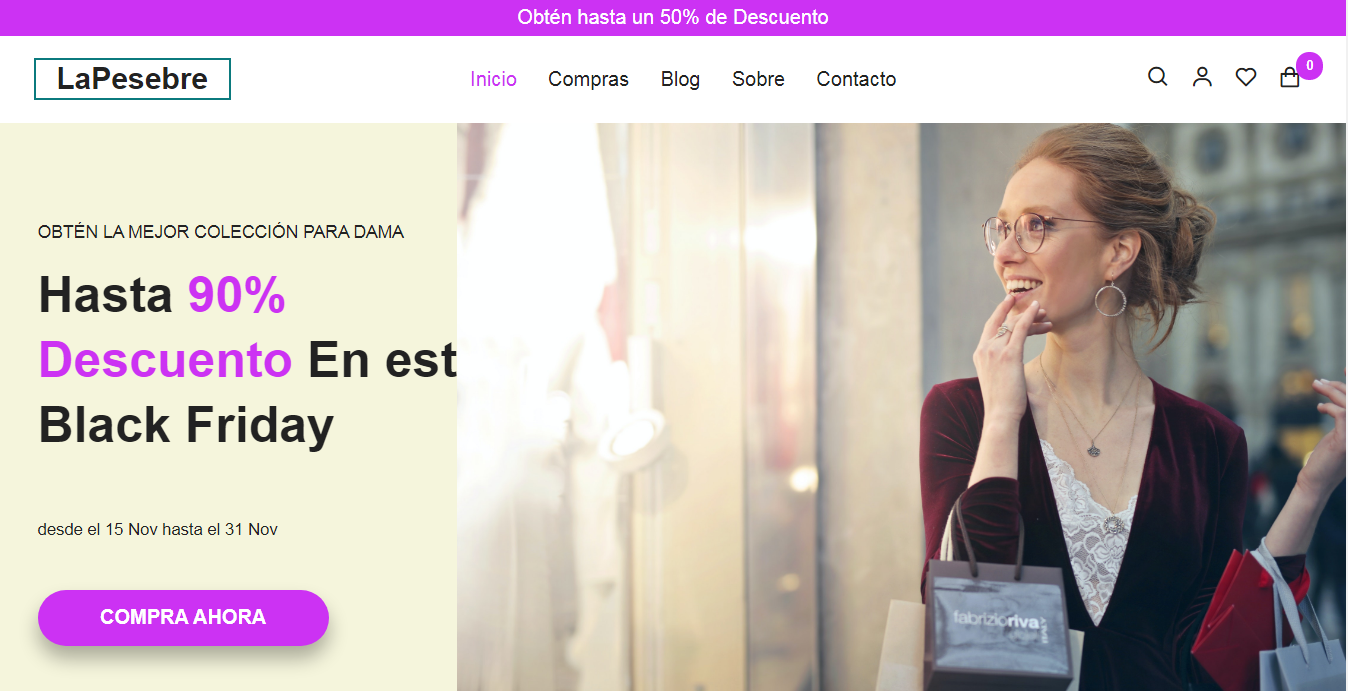 Obtén hasta un 50% de Descuento
LaPesebre
Inicio Compras Blog Sobre Contacto
0
OBTÉN LA MEJOR COLECCIÓN PARA DAMA
Hasta 90%
Descuento En est
Black Friday
desde el 15 Nov hasta el 31 Nov
COMPRA AHORA
fabrizioriva